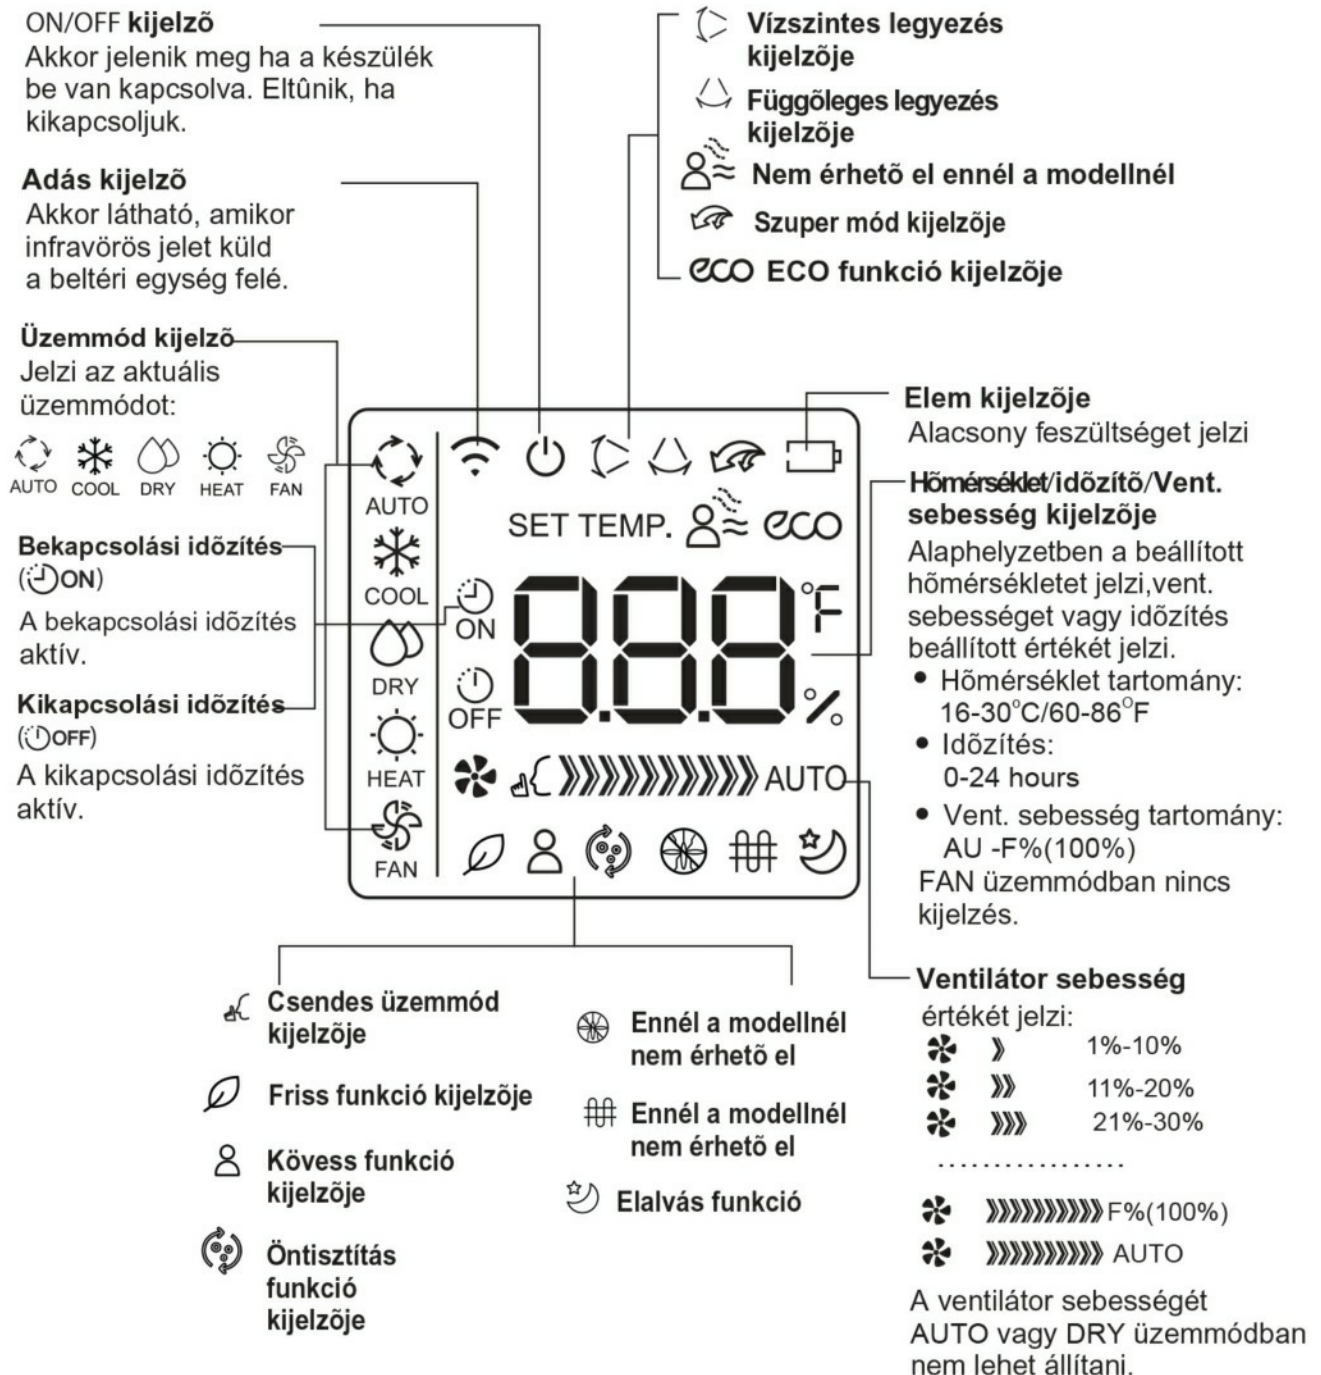 ON/OFF kijelzõ
Akkor jelenik meg ha a készülék
be van kapcsolva. Eltûnik, ha
kikapcsoljuk.
Adás kijelzõ
Akkor látható, amikor
infravörös jelet küld
a beltéri egység felé.
Üzemmód kijelzõ
Jelzi az aktuális
üzemmódot:
AUTO COOL DRY HEAT FAN
Bekapcsolási idõzítés
(ON)
A bekapcsolási idõzítés
aktív.
Kikapcsolási idõzítés
(OFF)
A kikapcsolási idõzítés
aktív.
Vízszintes legyezés
kijelzõje
Függõleges legyezés
kijelzõje
Nem érhetõ el ennél a modellnél
Szuper mód kijelzõje
eco ECO funkció kijelzõje
AUTO
COOL
DRY
HEAT
FAN
SET TEMP. eco
ON
OFF
8.8.8
°F
%
AUTO
Elem kijelzõje
Alacsony feszültséget jelzi
Hõmérséklet/idõzítõ/Vent.
sebesség kijelzõje
Alaphelyzetben a beállított
hõmérsékletet jelzi,vent.
sebességet vagy idõzítés
beállított értékét jelzi.
• Hõmérséklet tartomány:
16-30°C/60-86°F
• Idõzítés:
0-24 hours
• Vent. sebesség tartomány:
AU -F%(100%)
FAN üzemmódban nincs
kijelzés.
Ventilátor sebesség
értékét jelzi:
1%-10%
11%-20%
21%-30%
..................
F%(100%)
AUTO
A ventilátor sebességét
AUTO vagy DRY üzemmódban
nem lehet állítani.
Csendes üzemmód
kijelzõje
Friss funkció kijelzõje
Kövess funkció
kijelzõje
Öntisztítás
funkció
kijelzõje
Ennél a modellnél
nem érhetõ el
Ennél a modellnél
nem érhetõ el
Elalvás funkció